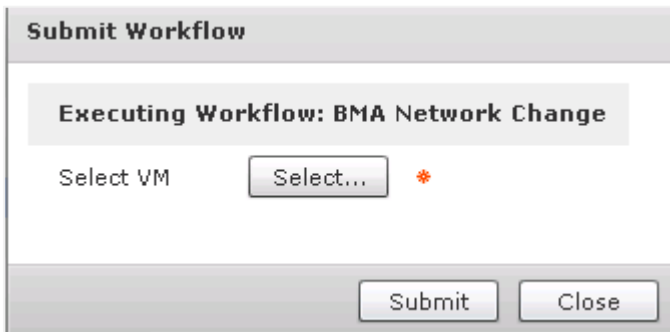 Submit Workflow
Executing Workflow: BMA Network Change
Select VM Select... *
Submit Close